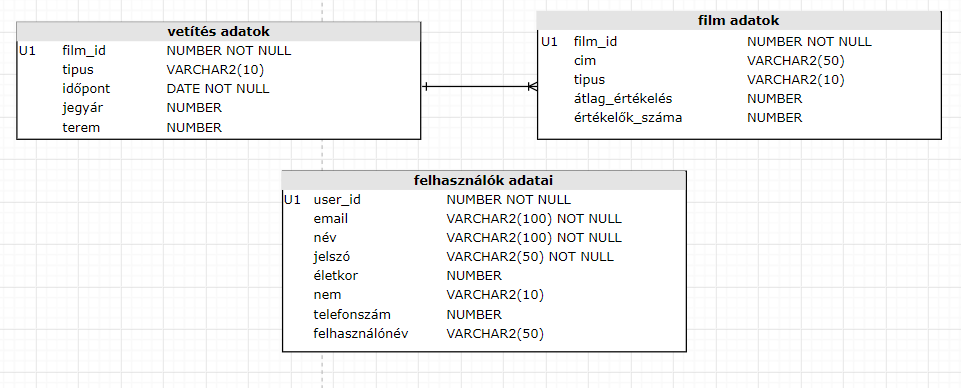 vetítés adatok
U1 film_id NUMBER NOT NULL
tipus VARCHAR2(10)
időpont DATE NOT NULL
jegyár NUMBER
terem NUMBER
film adatok
U1 film_id NUMBER NOT NULL
cim VARCHAR2(50)
tipus VARCHAR2(10)
átlag_értékelés NUMBER
értékelők_száma NUMBER
felhasználók adatai
U1 user_id NUMBER NOT NULL
email VARCHAR2(100) NOT NULL
név VARCHAR2(100) NOT NULL
jelszó VARCHAR2(50) NOT NULL
életkor NUMBER
nem VARCHAR2(10)
telefonszám NUMBER
felhasználónév VARCHAR2(50)